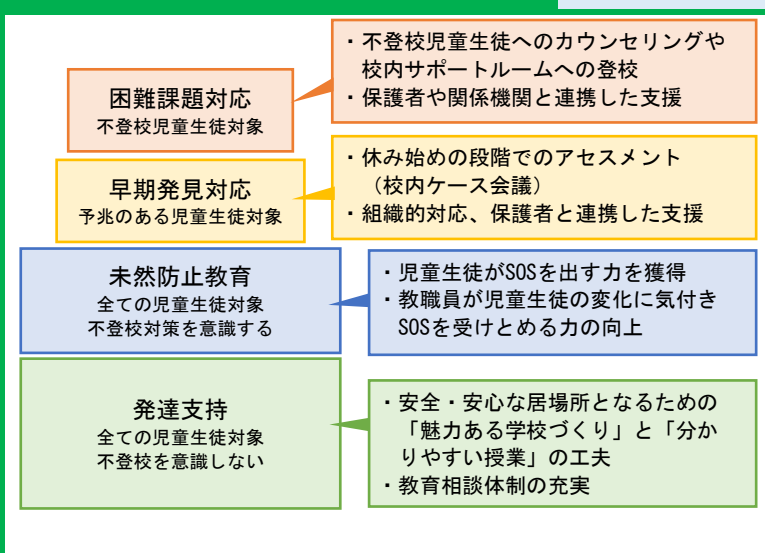 困難課題対応
不登校児童生徒対象
・不登校児童生徒へのカウンセリングや
校内サポートルームへの登校
・保護者や関係機関と連携した支援
早期発見対応
予兆のある児童生徒対象
・休み始めの段階でのアセスメント
（校内ケース会議）
・組織的対応、保護者と連携した支援
未然防止教育
全ての児童生徒対象
不登校対策を意識する
・児童生徒がSOSを出す力を獲得
・教職員が児童生徒の変化に気付き
SOSを受けとめる力の向上
発達支持
全ての児童生徒対象
不登校を意識しない
・安全・安心な居場所となるための
「魅力ある学校づくり」と「分か
りやすい授業」の工夫
・教育相談体制の充実